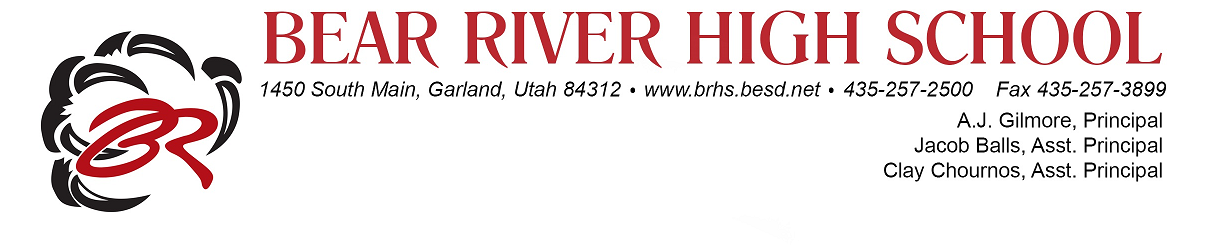 BEAR RIVER HIGH SCHOOL
1450 South Main, Garland, Utah 84312 • www.brhs.besd.net • 435-257-2500 Fax 435-257-3899
A.J. Gilmore, Principal
Jacob Balls, Asst. Principal
Clay Chournos, Asst. Principal
BR